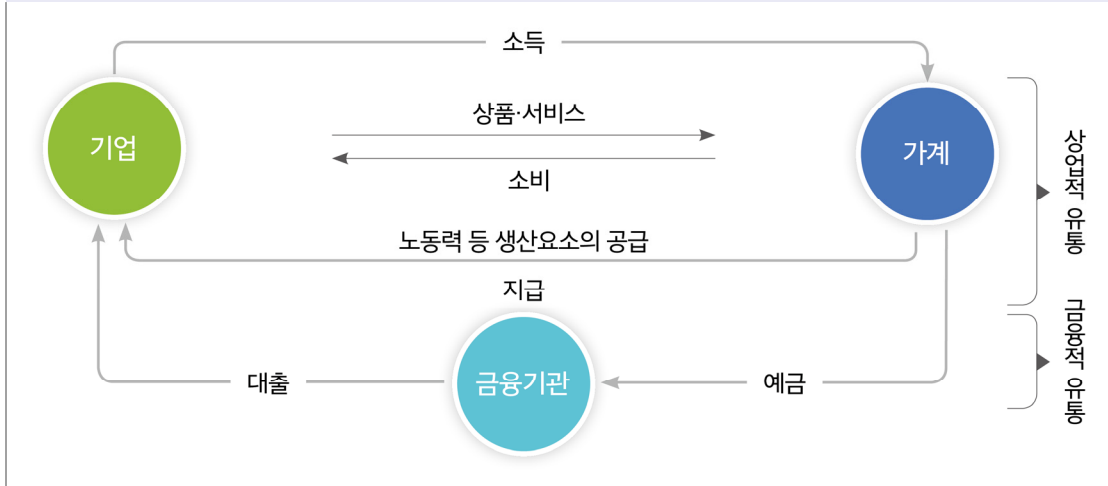 소득
상품·서비스
기업
가계
소비
노동력 등 생산요소의 공급
지급
대출
금융기관
예금
상업적 유통
금융적 유통